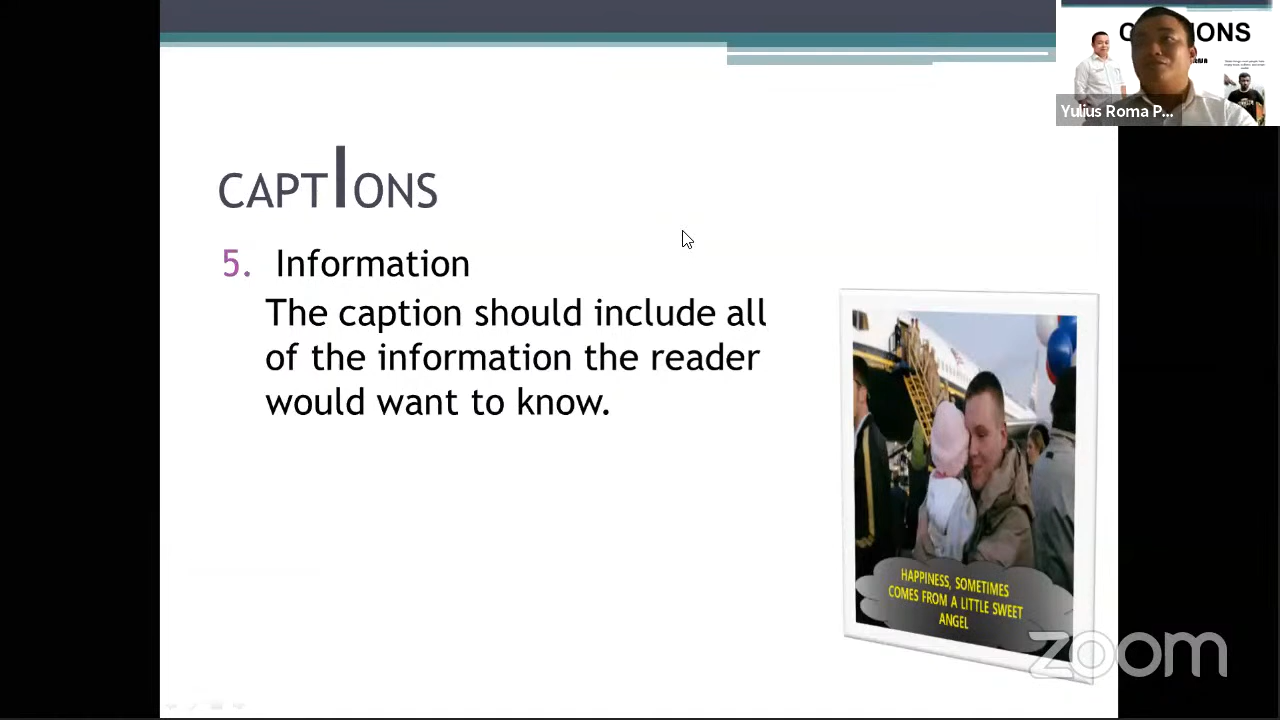 CAPTIONS
5. Information
The caption should include all
of the information the reader
would want to know.
HAPPINESS, SOMETIMES
COMES FROM A LITTLE SWEET
ANGEL
Yulius Roma P...
zoom